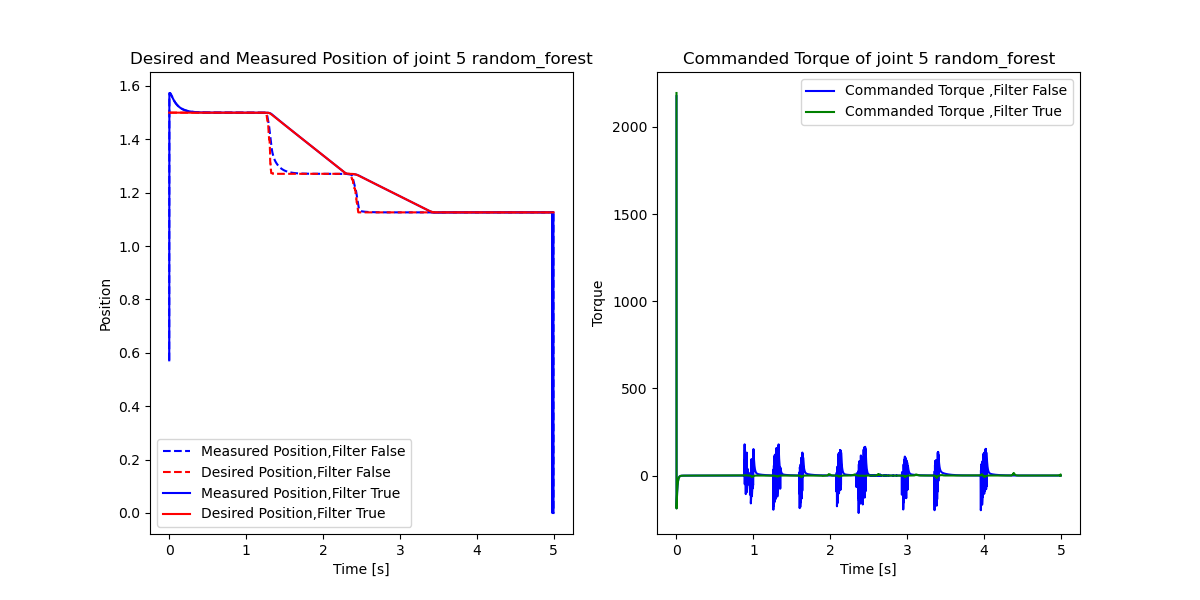 Desired and Measured Position of joint 5 random_forest
Position
1.6
1.4
1.2
1.0
0.8
0.6
0.4
0.2
0.0
Measured Position,Filter False
Desired Position,Filter False
Measured Position,Filter True
Desired Position,Filter True
0 1 2 3 4 5
Time [s]
Commanded Torque of joint 5 random_forest
Torque
2000
1500
1000
500
0
Commanded Torque ,Filter False
Commanded Torque ,Filter True
0 1 2 3 4 5
Time [s]